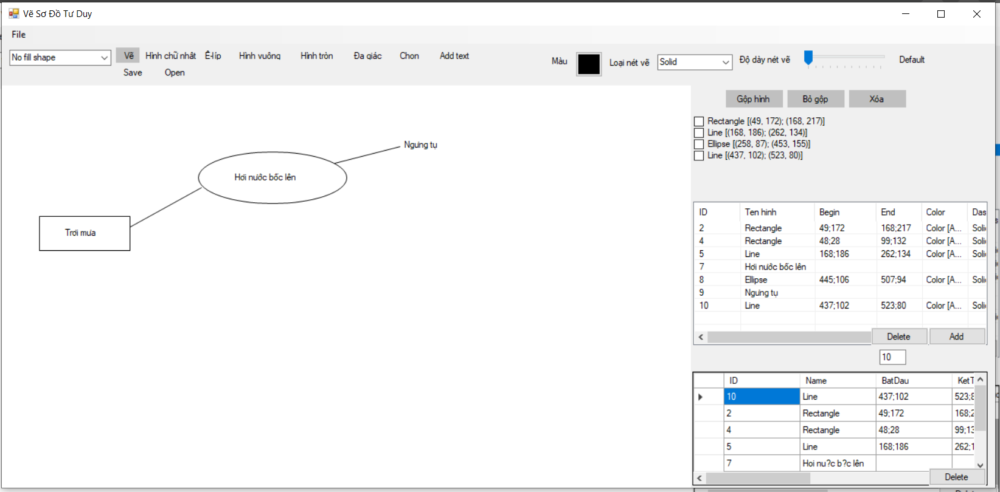 Vẽ Sơ Đồ Tư Duy
File
No fill shape Vẽ Hình chữ nhật Ê-líp Hình vuông Hình tròn Đa giác Chọn Add text
Save Open
Màu Loại nét vẽ Solid Độ dày nét vẽ Default
Gộp hình Bỏ gộp Xóa
Rectangle [(49, 172); (168, 217)]
Line [(168, 186); (262, 134)]
Ellipse [(258, 87); (453, 155)]
Line [(437, 102); (523, 80)]
Ngưng tụ
Hơi nước bốc lên
Trời mưa
ID Ten hinh Begin End Color Das
2 Rectangle 49;172 168;217 Color [A... Soli
4 Rectangle 48;28 99;132 Color [A... Soli
5 Line 168;186 262;134 Color [A... Soli
7 Hơi nước bốc lên
8 Ellipse 445;106 507;94 Color [A... Soli
9 Ngưng tụ
10 Line 437;102 523;80 Color [A... Soli
Delete Add
10
ID Name BatDau KetT
10 Line 437;102 523;8
2 Rectangle 49;172 168;2
4 Rectangle 48;28 99;13
5 Line 168;186 262;1
7 Hoi nu?c b?c lên
Delete